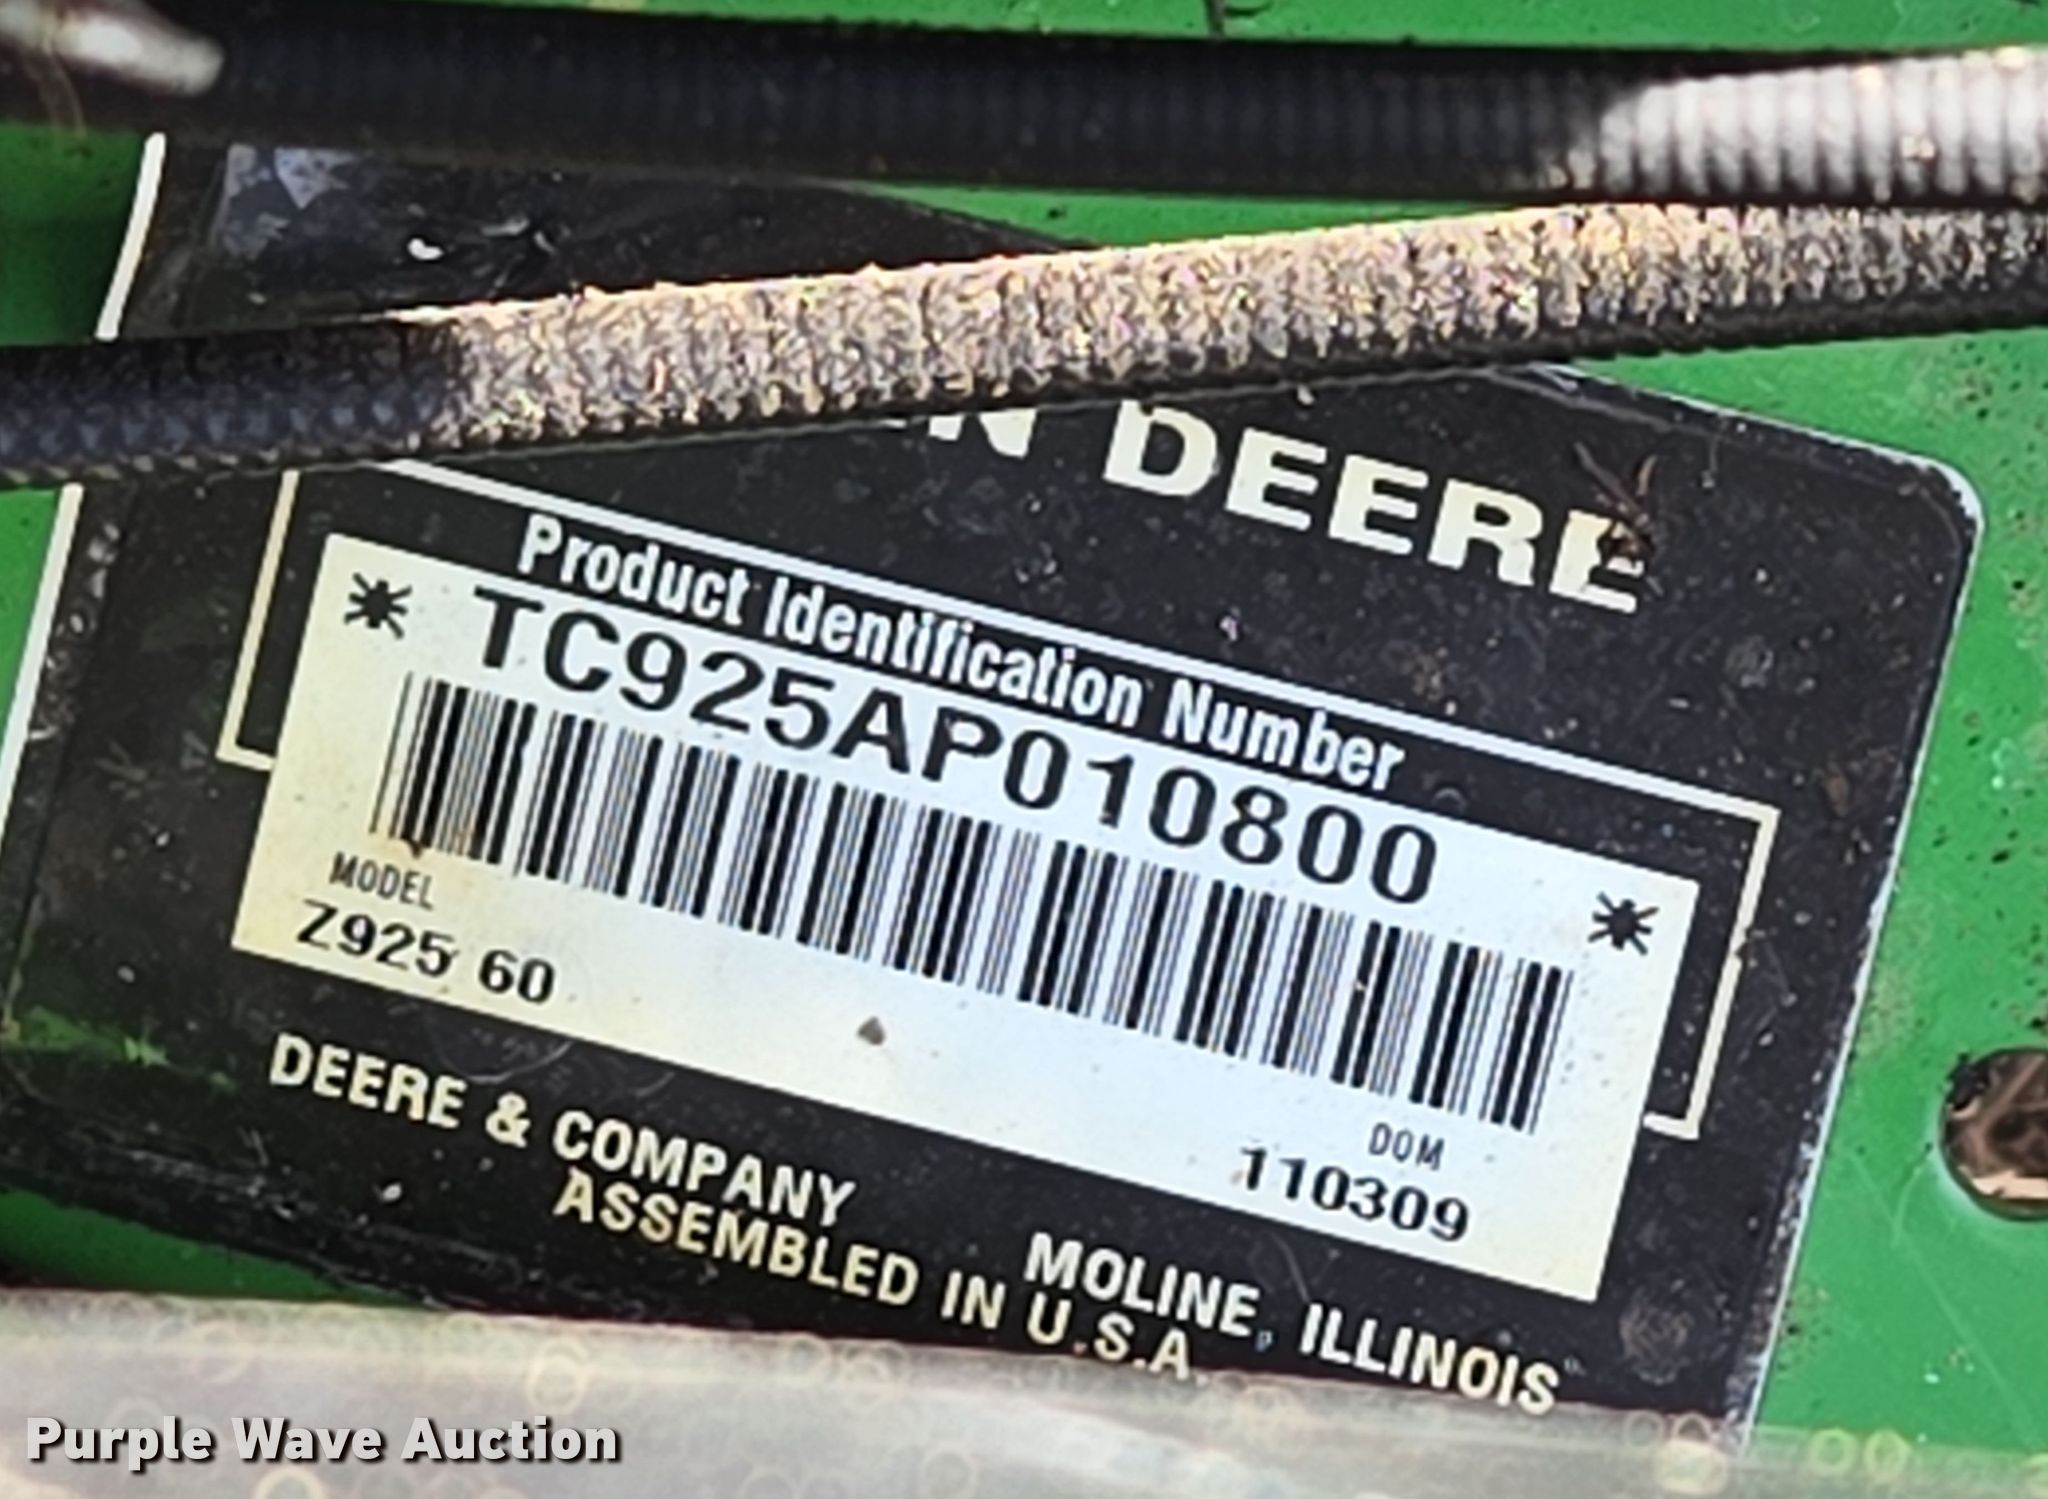 N DEERE
Product Identification Number
* TC925AP010800 *
MODEL
Z925 60
DOM
110309
DEERE & COMPANY MOLINE, ILLINOIS
ASSEMBLED IN U.S.A.
Purple Wave Auction